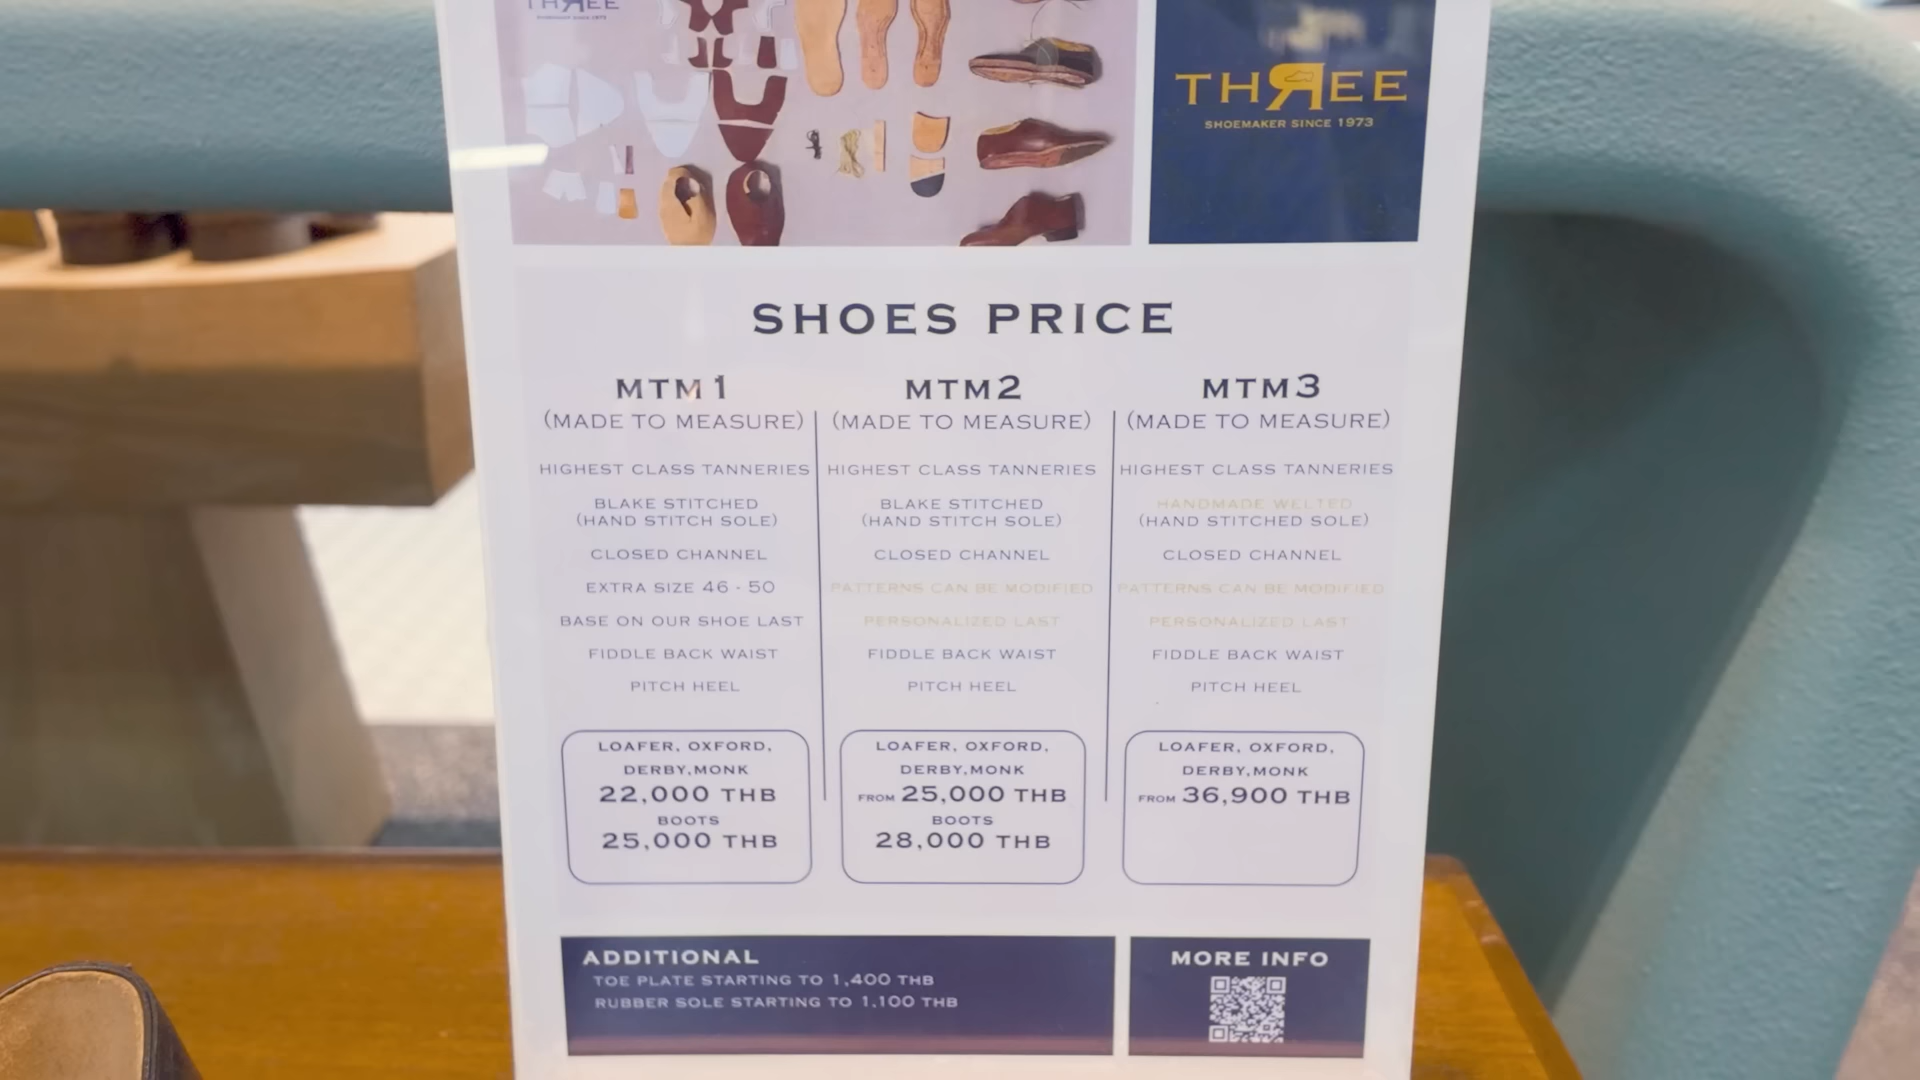 THREE
SHOEMAKER SINCE 1973
THREE
SHOEMAKER SINCE 1973
SHOES PRICE
MTM1
(MADE TO MEASURE)
HIGHEST CLASS TANNERIES
BLAKE STITCHED
(HAND STITCH SOLE)
CLOSED CHANNEL
EXTRA SIZE 46 - 50
BASE ON OUR SHOE LAST
FIDDLE BACK WAIST
PITCH HEEL
LOAFER, OXFORD,
DERBY,MONK
22,000 THB
BOOTS
25,000 THB
MTM2
(MADE TO MEASURE)
HIGHEST CLASS TANNERIES
BLAKE STITCHED
(HAND STITCH SOLE)
CLOSED CHANNEL
PATTERNS CAN BE MODIFIED
PERSONALIZED LAST
FIDDLE BACK WAIST
PITCH HEEL
LOAFER, OXFORD,
DERBY,MONK
FROM 25,000 THB
BOOTS
28,000 THB
MTM3
(MADE TO MEASURE)
HIGHEST CLASS TANNERIES
HANDMADE WELTED
(HAND STITCHED SOLE)
CLOSED CHANNEL
PATTERNS CAN BE MODIFIED
PERSONALIZED LAST
FIDDLE BACK WAIST
PITCH HEEL
LOAFER, OXFORD,
DERBY,MONK
FROM 36,900 THB
ADDITIONAL
TOE PLATE STARTING TO 1,400 THB
RUBBER SOLE STARTING TO 1,100 THB
MORE INFO